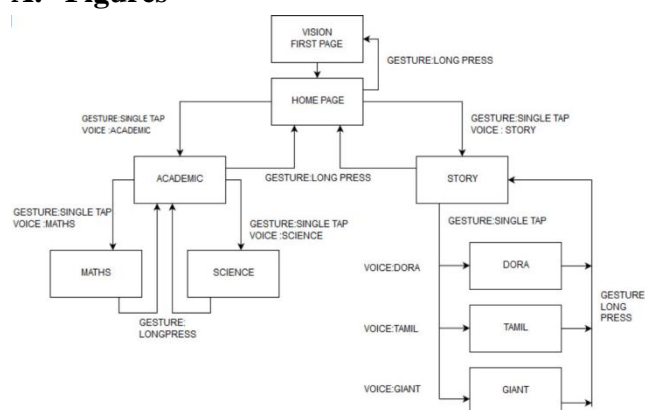 A. Figures
VISION
FIRST PAGE
GESTURE:LONG PRESS
HOME PAGE
GESTURE:SINGLE TAP
VOICE :ACADEMIC
GESTURE:SINGLE TAP
VOICE : STORY
ACADEMIC
GESTURE:LONG PRESS
STORY
GESTURE:SINGLE TAP
VOICE :MATHS
GESTURE:SINGLE TAP
VOICE :SCIENCE
GESTURE:SINGLE TAP
MATHS
SCIENCE
VOICE:DORA
DORA
GESTURE:
LONGPRESS
GESTURE
LONG
PRESS
VOICE:TAMIL
TAMIL
VOICE:GIANT
GIANT